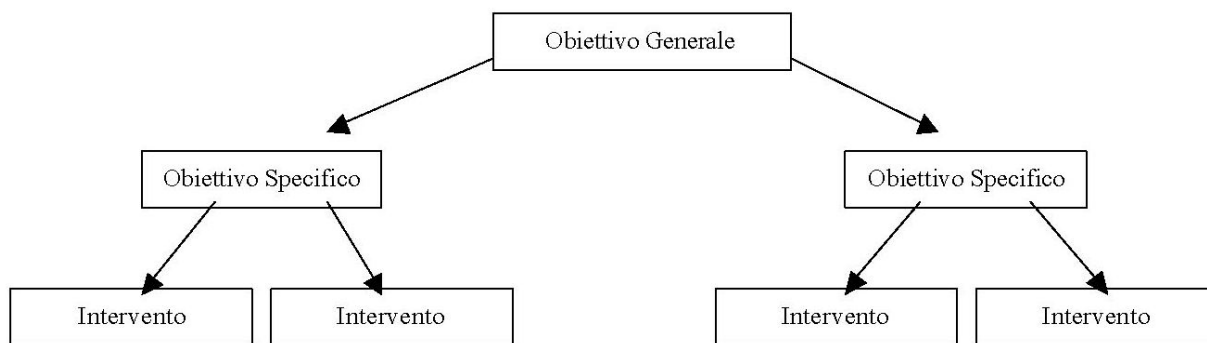 Obiettivo Generale
Obiettivo Specifico
Obiettivo Specifico
Intervento
Intervento
Intervento
Intervento